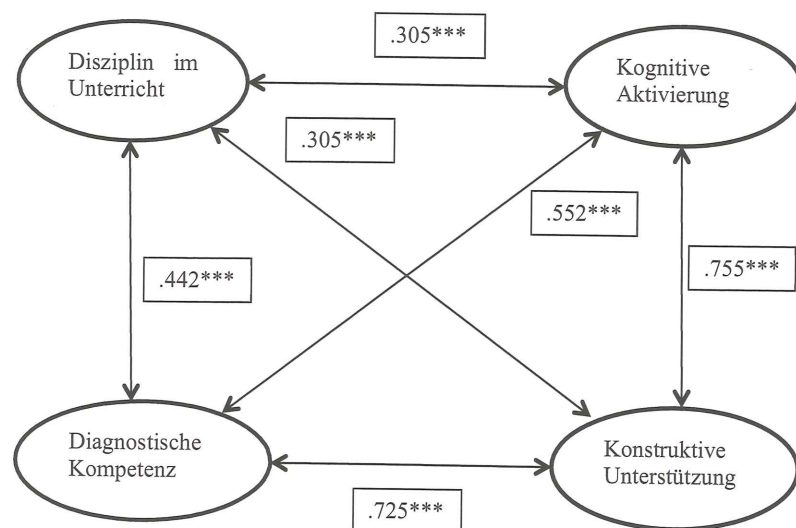 .305***
Disziplin im
Unterricht
Kognitive
Aktivierung
.305***
.552***
.442***
.755***
Diagnostische
Kompetenz
Konstruktive
Unterstützung
.725***